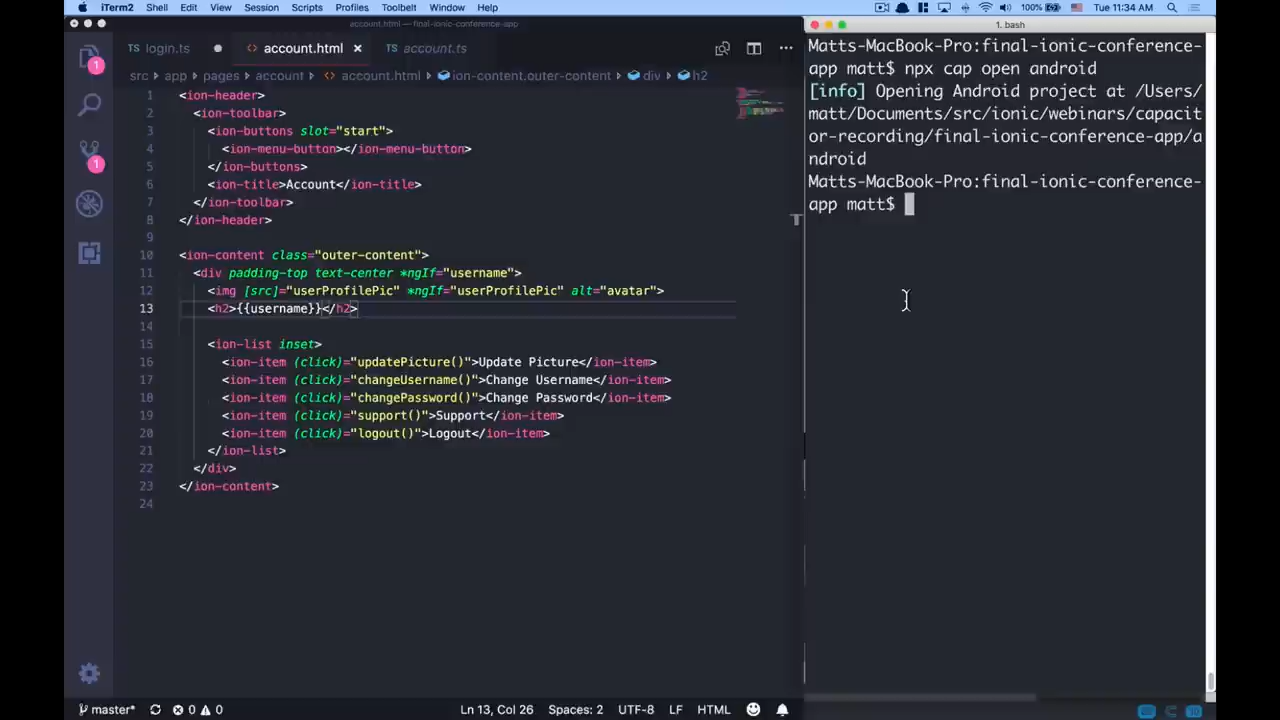 iTerm2 Shell Edit View Session Scripts Profiles Toolbelt Window Help 100% Tue 11:34 AM
account.html — final-ionic-conference-app
1. bash
login.ts account.html account.ts
src › app › pages › account › account.html › ion-content.outer-content › div › h2
1 <ion-header>
2 <ion-toolbar>
3 <ion-buttons slot="start">
4 <ion-menu-button></ion-menu-button>
5 </ion-buttons>
6 <ion-title>Account</ion-title>
7 </ion-toolbar>
8 </ion-header>
9
10 <ion-content class="outer-content">
11 <div padding-top text-center *ngIf="username">
12 <img [src]="userProfilePic" *ngIf="userProfilePic" alt="avatar">
13 <h2>{{username}}</h2>
14
15 <ion-list inset>
16 <ion-item (click)="updatePicture()">Update Picture</ion-item>
17 <ion-item (click)="changeUsername()">Change Username</ion-item>
18 <ion-item (click)="changePassword()">Change Password</ion-item>
19 <ion-item (click)="support()">Support</ion-item>
20 <ion-item (click)="logout()">Logout</ion-item>
21 </ion-list>
22 </div>
23 </ion-content>
24
1
1
Matts-MacBook-Pro:final-ionic-conference-
app matt$ npx cap open android
[info] Opening Android project at /Users/
matt/Documents/src/ionic/webinars/capacit
or-recording/final-ionic-conference-app/a
ndroid
Matts-MacBook-Pro:final-ionic-conference-
app matt$
master* 0 0 Ln 13, Col 26 Spaces: 2 UTF-8 LF HTML